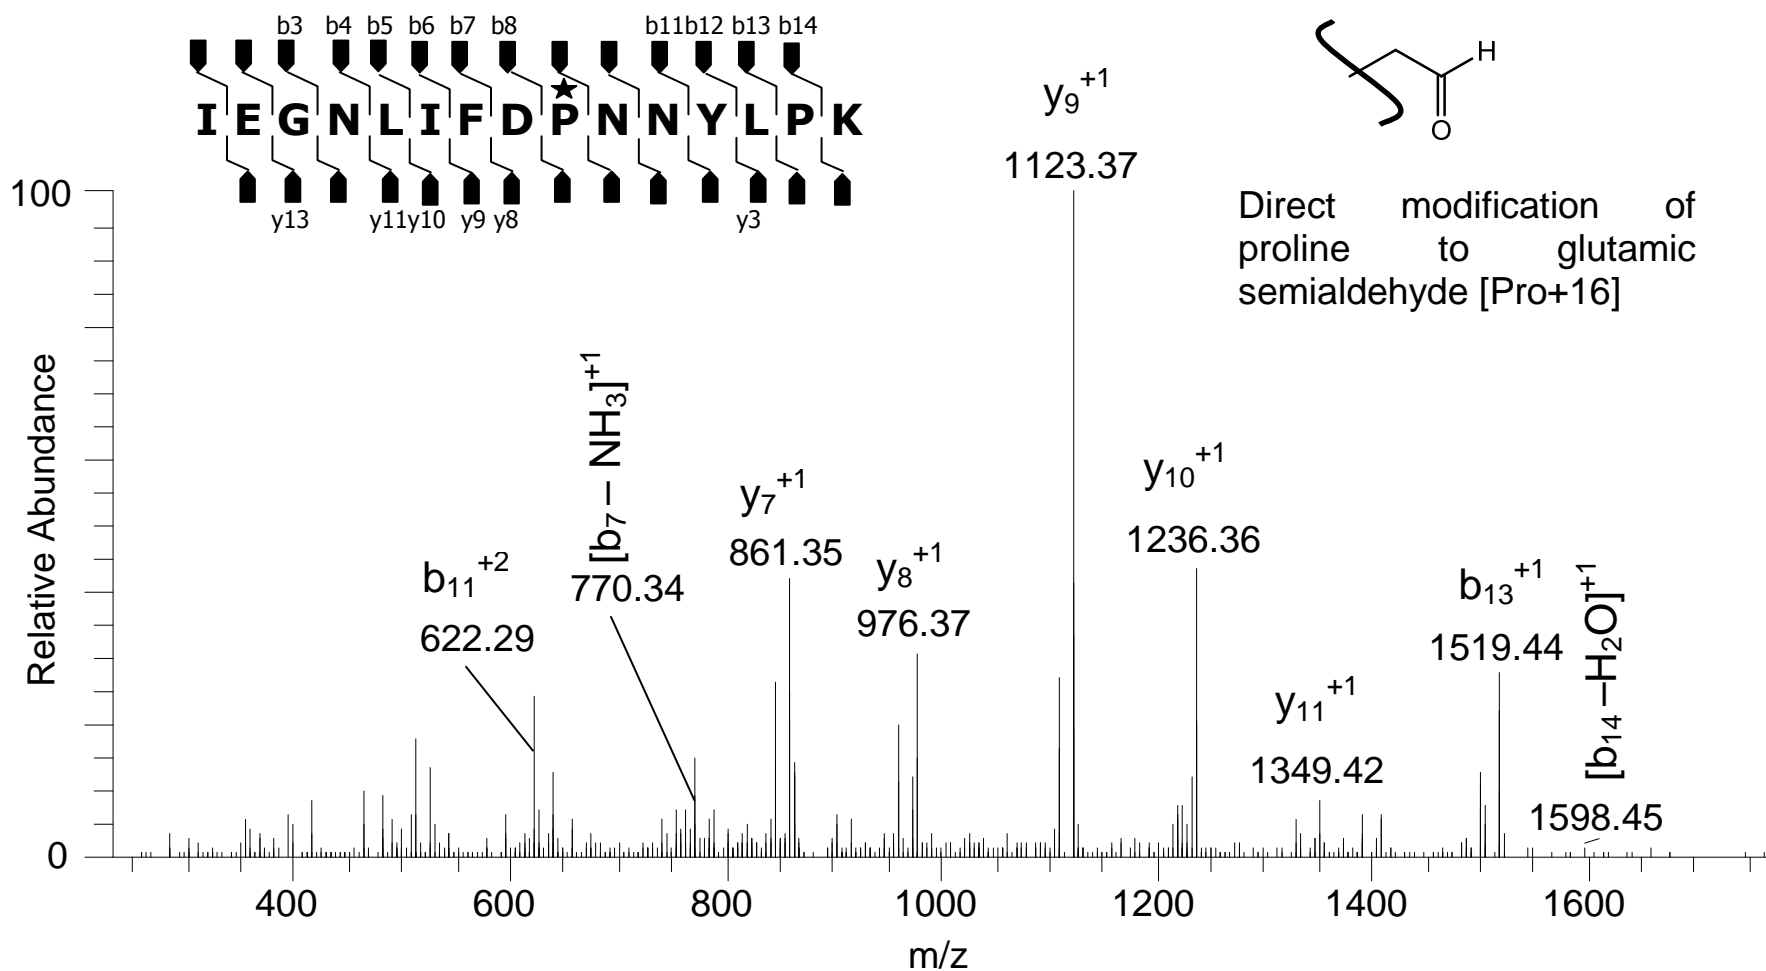 b3 b4 b5 b6 b7 b8 b11 b12 b13 b14
I E G N L I F D P N N Y L P K
★
y13 y11 y10 y9 y8 y3
H
O
Direct modification of
proline to glutamic
semialdehyde [Pro+16]
y₉⁺¹
1123.37
[b₇ – NH₃]⁺¹
770.34
b₁₁⁺²
622.29
y₇⁺¹
861.35
y₈⁺¹
976.37
y₁₀⁺¹
1236.36
y₁₁⁺¹
1349.42
b₁₃⁺¹
1519.44
[b₁₄ –H₂O]⁺¹
1598.45
Relative Abundance
100
0
400 600 800 1000 1200 1400 1600
m/z